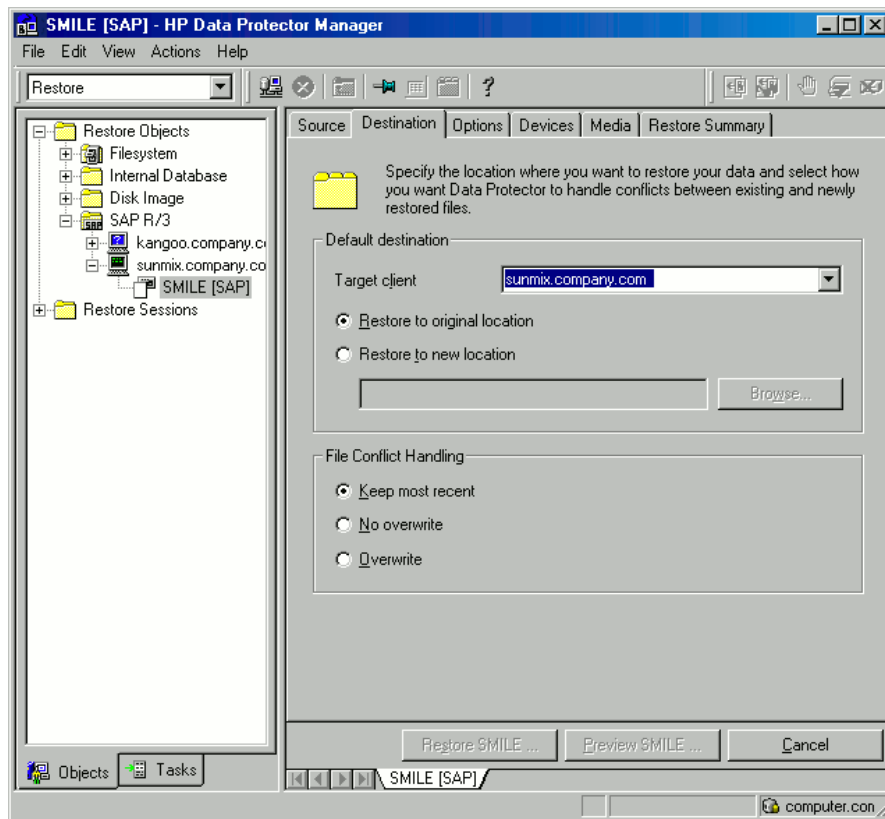 SMILE [SAP] - HP Data Protector Manager
File Edit View Actions Help
Restore
Restore Objects
Filesystem
Internal Database
Disk Image
SAP R/3
kangoo.company.c
sunmix.company.co
SMILE [SAP]
Restore Sessions
Objects Tasks
Source Destination Options Devices Media Restore Summary
Specify the location where you want to restore your data and select how
you want Data Protector to handle conflicts between existing and newly
restored files.
Default destination
Target client sunmix.company.com
Restore to original location
Restore to new location
Browse...
File Conflict Handling
Keep most recent
No overwrite
Overwrite
Restore SMILE ... Preview SMILE ... Cancel
SMILE [SAP]
computer.con